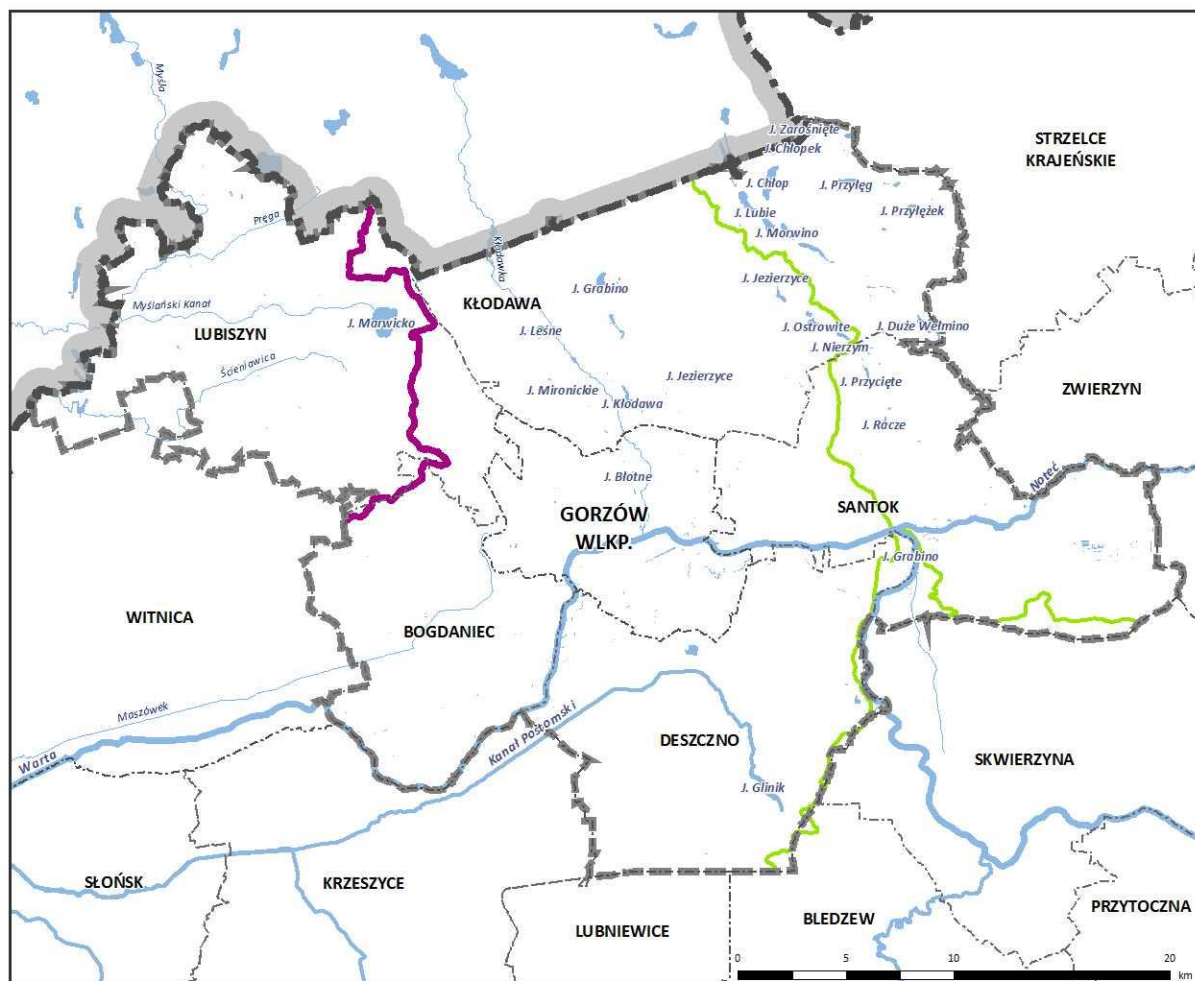 Myśla
J. Zarośnięte
STRZELCE
KRAJEŃSKIE
J. Chłopek
J. Chłop
J. Przyłęg
J. Lubie
J. Przyłężek
Pręga
J. Morwino
Kłodawka
J. Jezierzyce
J. Grabino
Myślański Kanał
KŁODAWA
J. Marwicko
LUBISZYN
J. Leśne
J. Ostrowite
J. Duże Wełmino
J. Nierzym
Ścieniawica
J. Jezierzyce
J. Przycięte
ZWIERZYN
J. Mironickie
J. Kłodawa
J. Racze
J. Błotne
Noteć
SANTOK
GORZÓW
WLKP.
J. Grabino
WITNICA
BOGDANIEC
Maszówek
Kanał Postomski
DESZCZNO
Warta
SKWIERZYNA
J. Glinik
SŁOŃSK
KRZESZYCE
PRZYTOCZNA
BLEDZEW
LUBNIEWICE
0 5 10 20
km